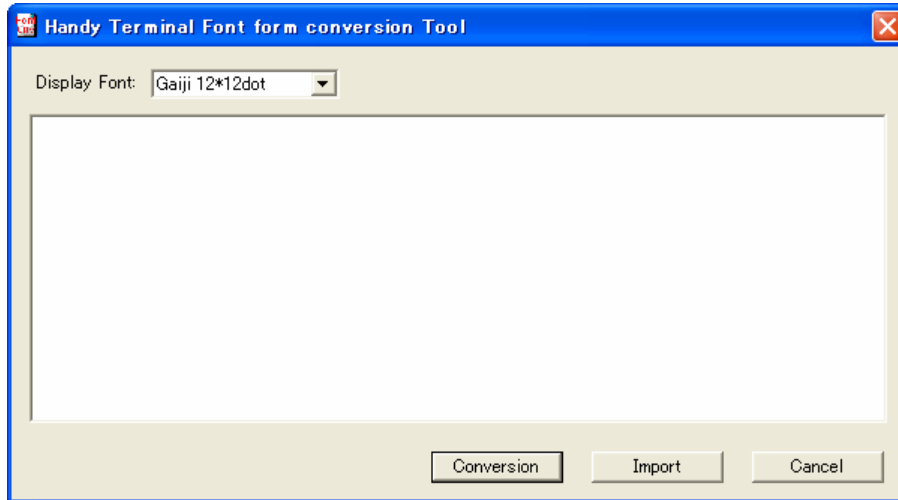 Handy Terminal Font form conversion Tool
Display Font: Gaiji 12*12dot
Conversion Import Cancel